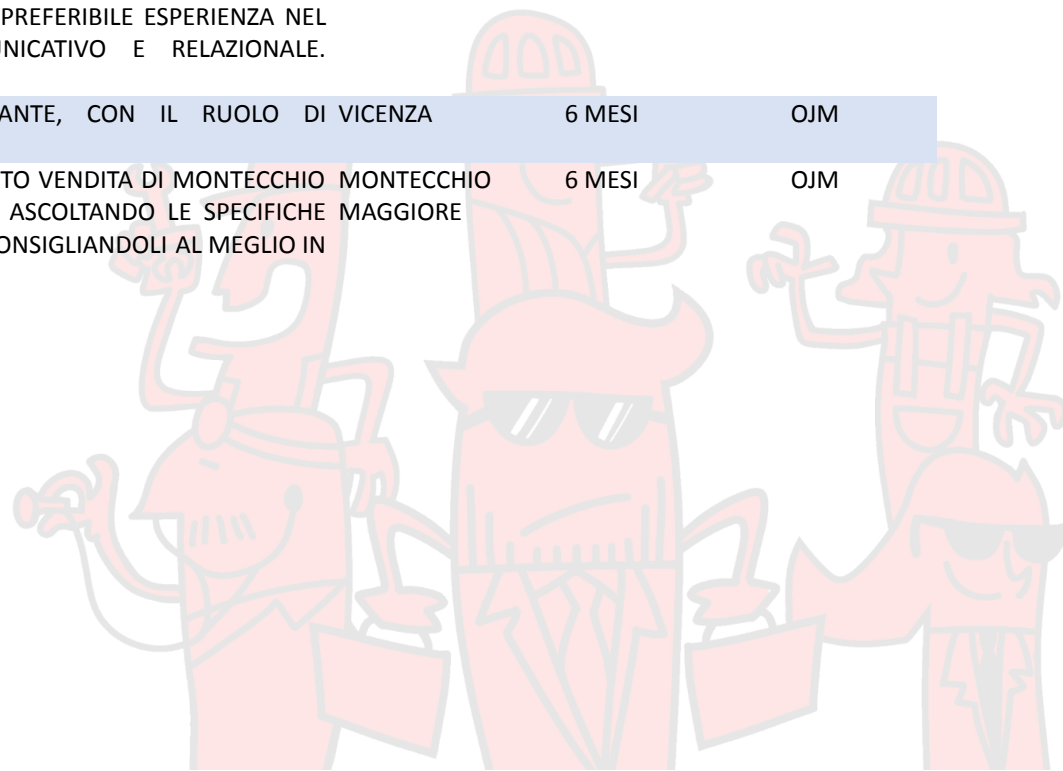 PREFERIBILE ESPERIENZA NEL
UNICATIVO E RELAZIONALE.
ANTE, CON IL RUOLO DI VICENZA 6 MESI OJM
TO VENDITA DI MONTECCHIO MONTECCHIO 6 MESI OJM
ASCOLTANDO LE SPECIFICHE MAGGIORE
ONSIGLIANDOLI AL MEGLIO IN